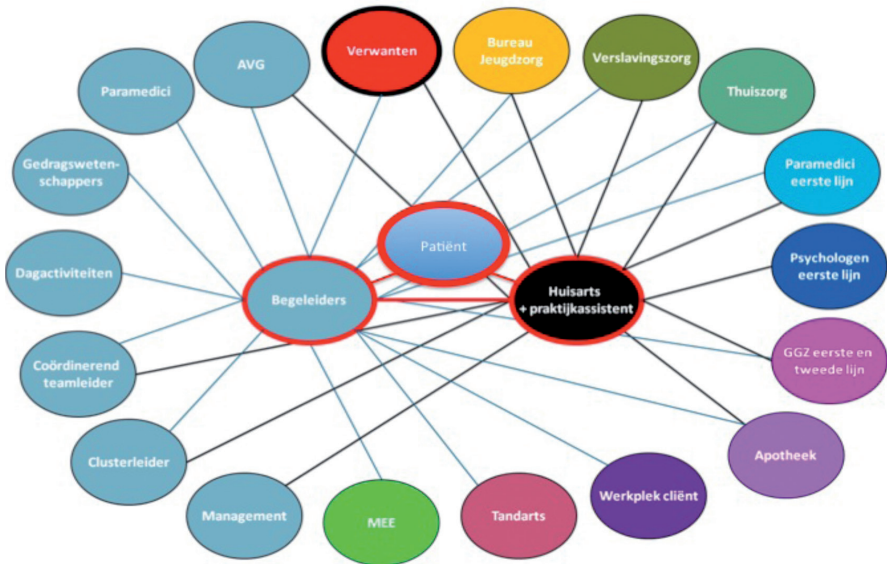 AVG
Verwanten
Bureau
Jeugdzorg
Verslavingszorg
Paramedici
Thuiszorg
Gedragsweten-
schappers
Paramedici
eerste lijn
Patiënt
Dagactiviteiten
Begeleiders
Huisarts
+ praktijkassistent
Psychologen
eerste lijn
Coördinerend
teamleider
GGZ eerste en
tweede lijn
Clusterleider
Apotheek
Management
MEE
Tandarts
Werkplek cliënt